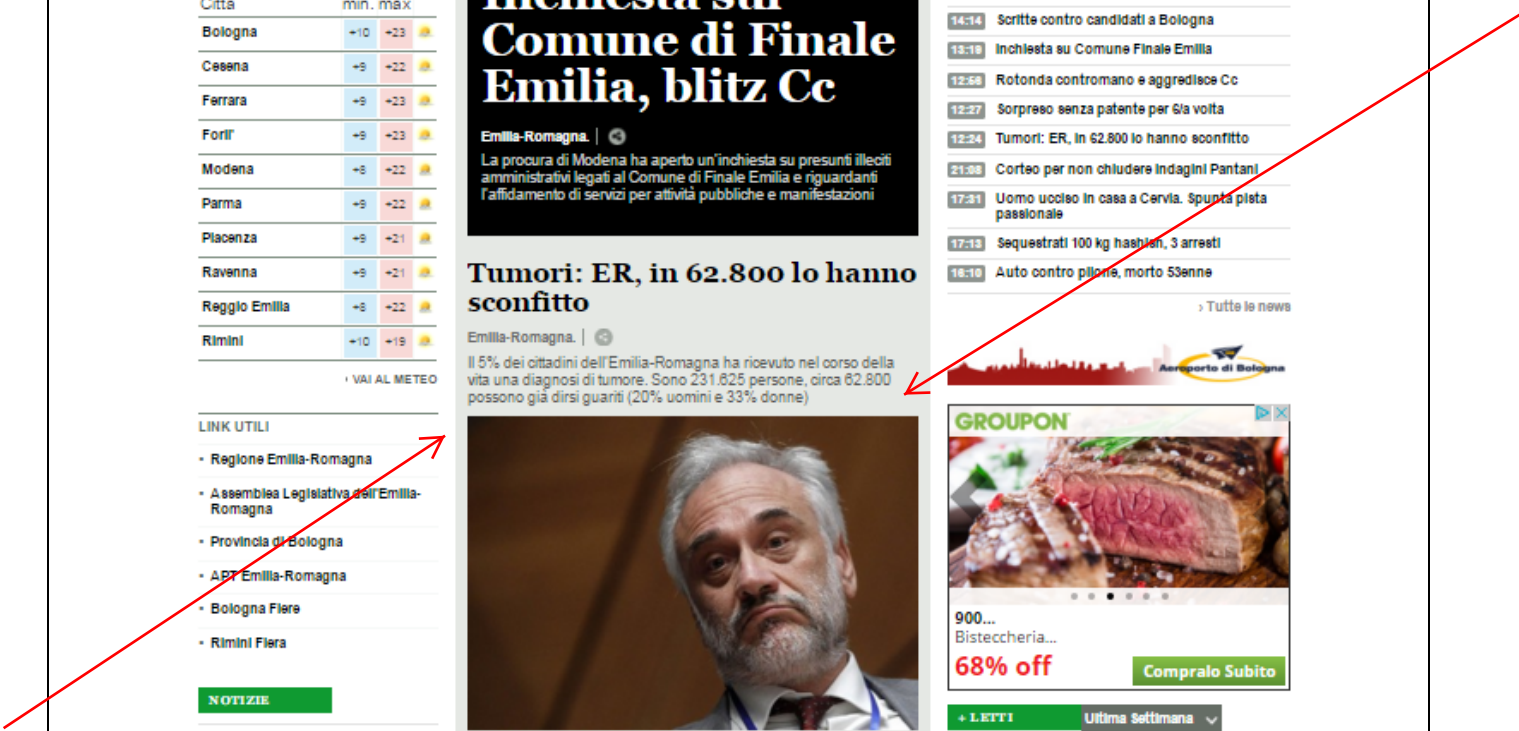 Città min. max
Bologna +10 +23
Cesena +9 +22
Ferrara +9 +23
Forli' +9 +23
Modena +8 +22
Parma +9 +22
Piacenza +9 +21
Ravenna +9 +21
Reggio Emilia +8 +22
Rimini +10 +19
› VAI AL METEO
LINK UTILI
Regione Emilia-Romagna
Assemblea Legislativa dell'Emilia-
Romagna
Provincia di Bologna
APT Emilia-Romagna
Bologna Fiere
Rimini Fiera
NOTIZIE
Inchiesta sul
Comune di Finale
Emilia, blitz Cc
Emilia-Romagna.
La procura di Modena ha aperto un'inchiesta su presunti illeciti
amministrativi legati al Comune di Finale Emilia e riguardanti
l'affidamento di servizi per attività pubbliche e manifestazioni
Tumori: ER, in 62.800 lo hanno
sconfitto
Emilia-Romagna.
Il 5% dei cittadini dell'Emilia-Romagna ha ricevuto nel corso della
vita una diagnosi di tumore. Sono 231.625 persone, circa 62.800
possono già dirsi guariti (20% uomini e 33% donne)
14:14 Scritte contro candidati a Bologna
13:19 Inchiesta su Comune Finale Emilia
12:56 Rotonda contromano e aggredisce Cc
12:27 Sorpreso senza patente per 6/a volta
12:24 Tumori: ER, in 62.800 lo hanno sconfitto
21:08 Corteo per non chiudere indagini Pantani
17:31 Uomo ucciso in casa a Cervia. Spunta pista
passionale
17:13 Sequestrati 100 kg hashish, 3 arresti
16:10 Auto contro pilone, morto 53enne
› Tutte le news
Aeroporto di Bologna
GROUPON
900...
Bisteccheria...
68% off
Compralo Subito
+ LETTI
Ultima Settimana